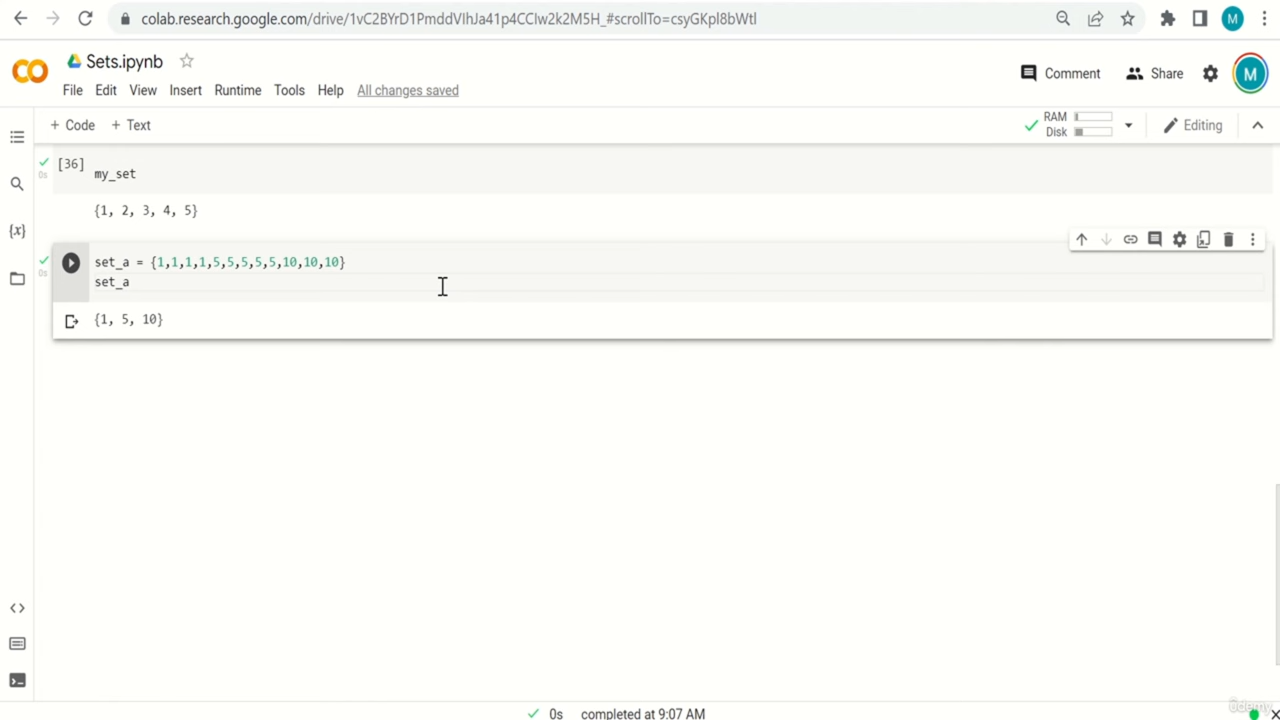 colab.research.google.com/drive/1vC2BYrD1PmddVIhJa41p4CCIw2k2M5H_#scrollTo=csyGKpl8bWtl
M
CO Sets.ipynb
M
Comment
Share
File Edit View Insert Runtime Tools Help All changes saved
+ Code + Text
RAM
Disk
Editing
[36]
0s
my_set
{1, 2, 3, 4, 5}
{x}
0s
set_a = {1,1,1,1,5,5,5,5,5,10,10,10}
set_a
{1, 5, 10}
0s completed at 9:07 AM
ûdemy